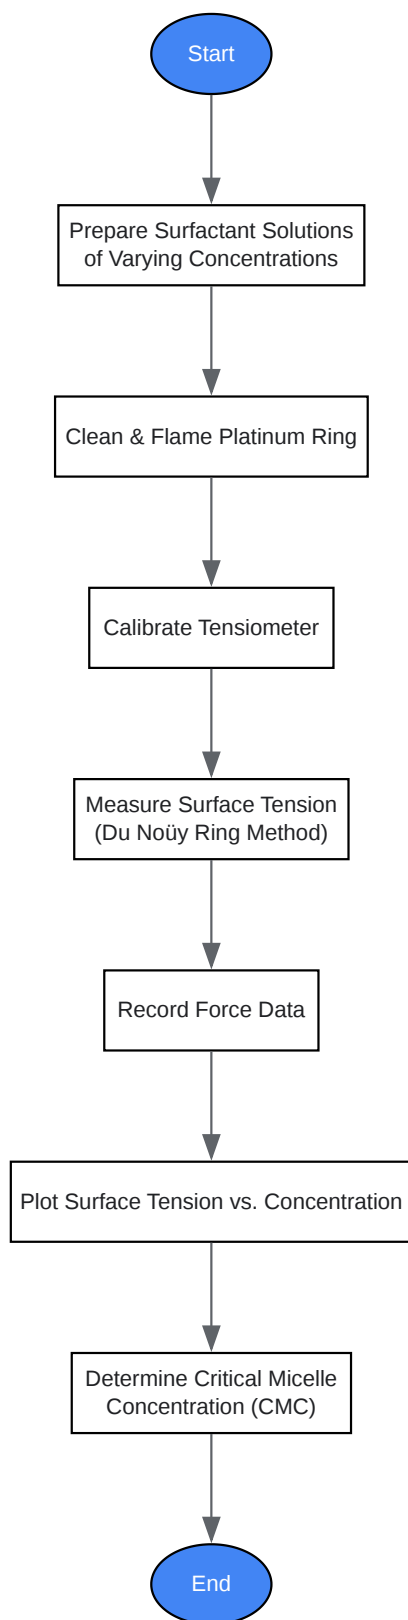 Start
Prepare Surfactant Solutions
of Varying Concentrations
Clean & Flame Platinum Ring
Calibrate Tensiometer
Measure Surface Tension
(Du Noüy Ring Method)
Record Force Data
Plot Surface Tension vs. Concentration
Determine Critical Micelle
Concentration (CMC)
End